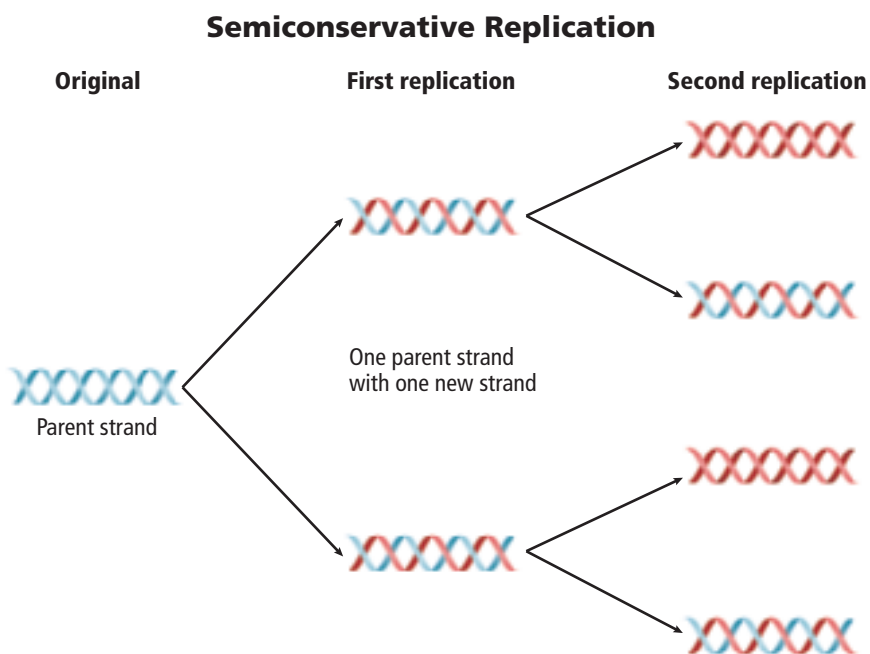 Semiconservative Replication
Original
First replication
Second replication
One parent strand
with one new strand
Parent strand